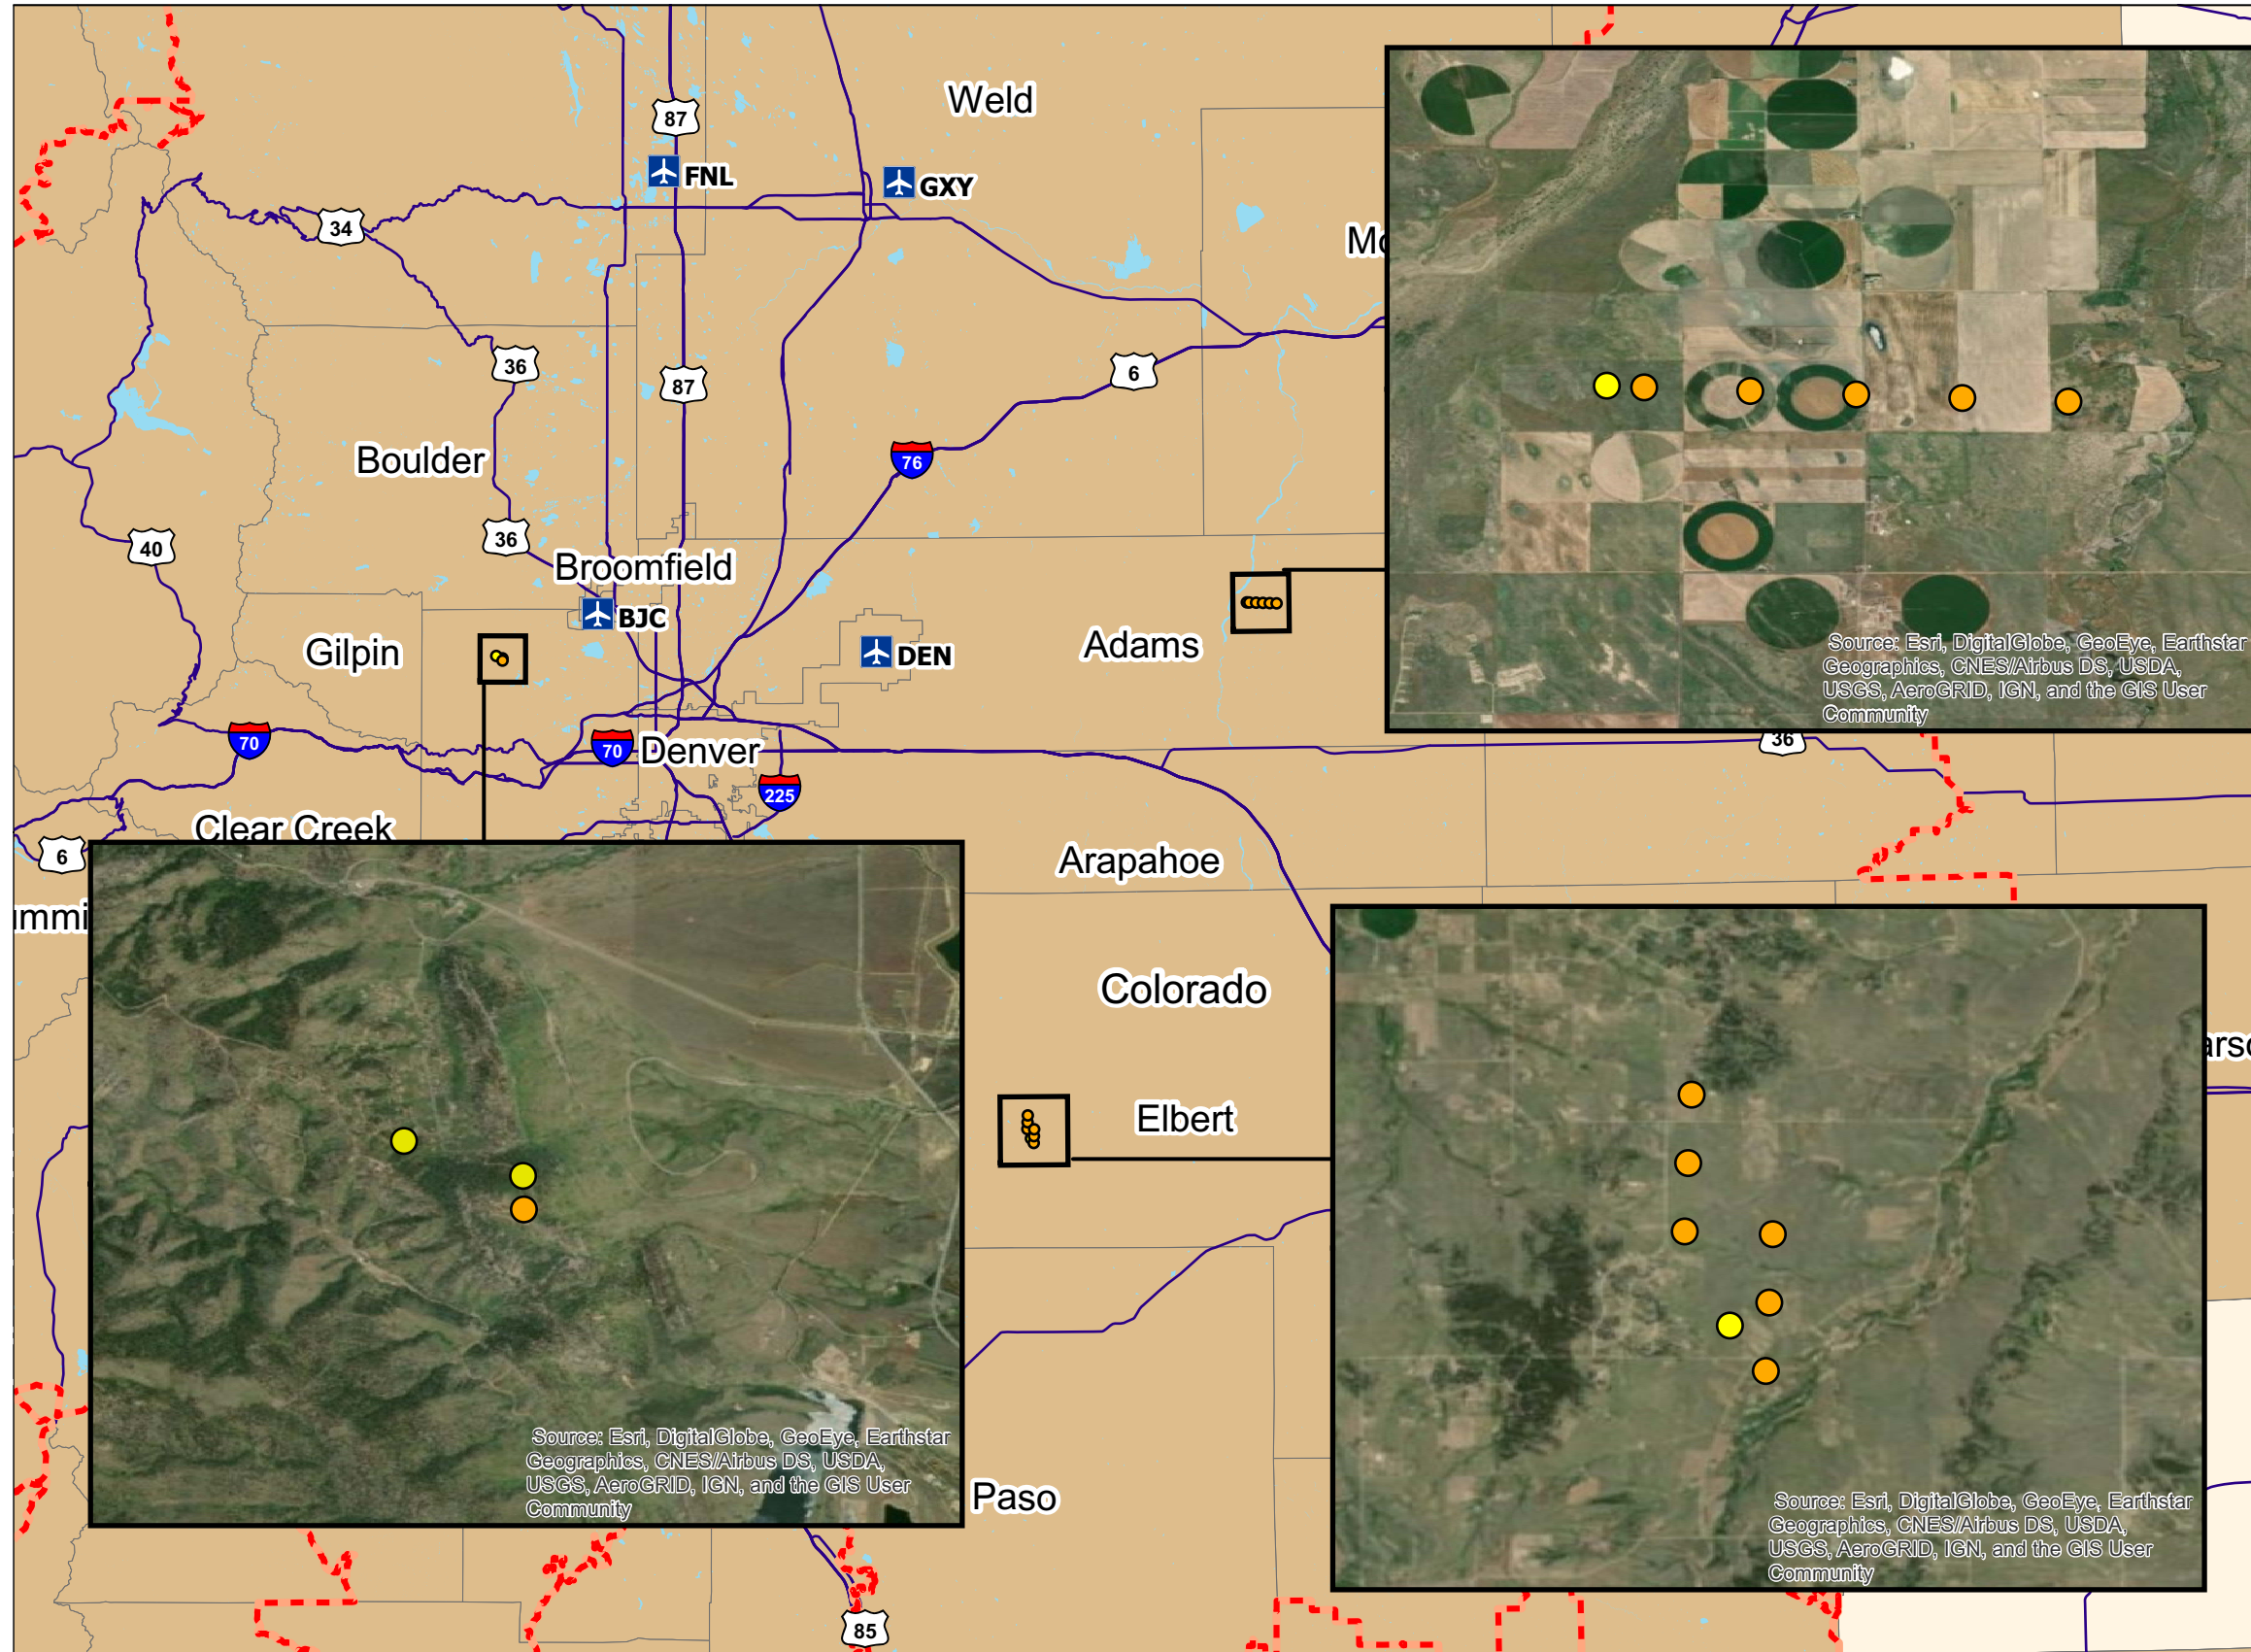 Weld
87
FNL
GXY
34
Mo
36
87
6
Boulder
76
36
40
Broomfield
BJC
Gilpin
DEN
Adams
Source: Esri, DigitalGlobe, GeoEye, Earthstar
Geographics, CNES/Airbus DS, USDA,
USGS, AeroGRID, IGN, and the GIS User
Community
70
70
Denver
36
225
Clear Creek
6
Arapahoe
ummi
Colorado
arso
Elbert
Source: Esri, DigitalGlobe, GeoEye, Earthstar
Geographics, CNES/Airbus DS, USDA,
USGS, AeroGRID, IGN, and the GIS User
Community
Paso
Source: Esri, DigitalGlobe, GeoEye, Earthstar
Geographics, CNES/Airbus DS, USDA,
USGS, AeroGRID, IGN, and the GIS User
Community
85